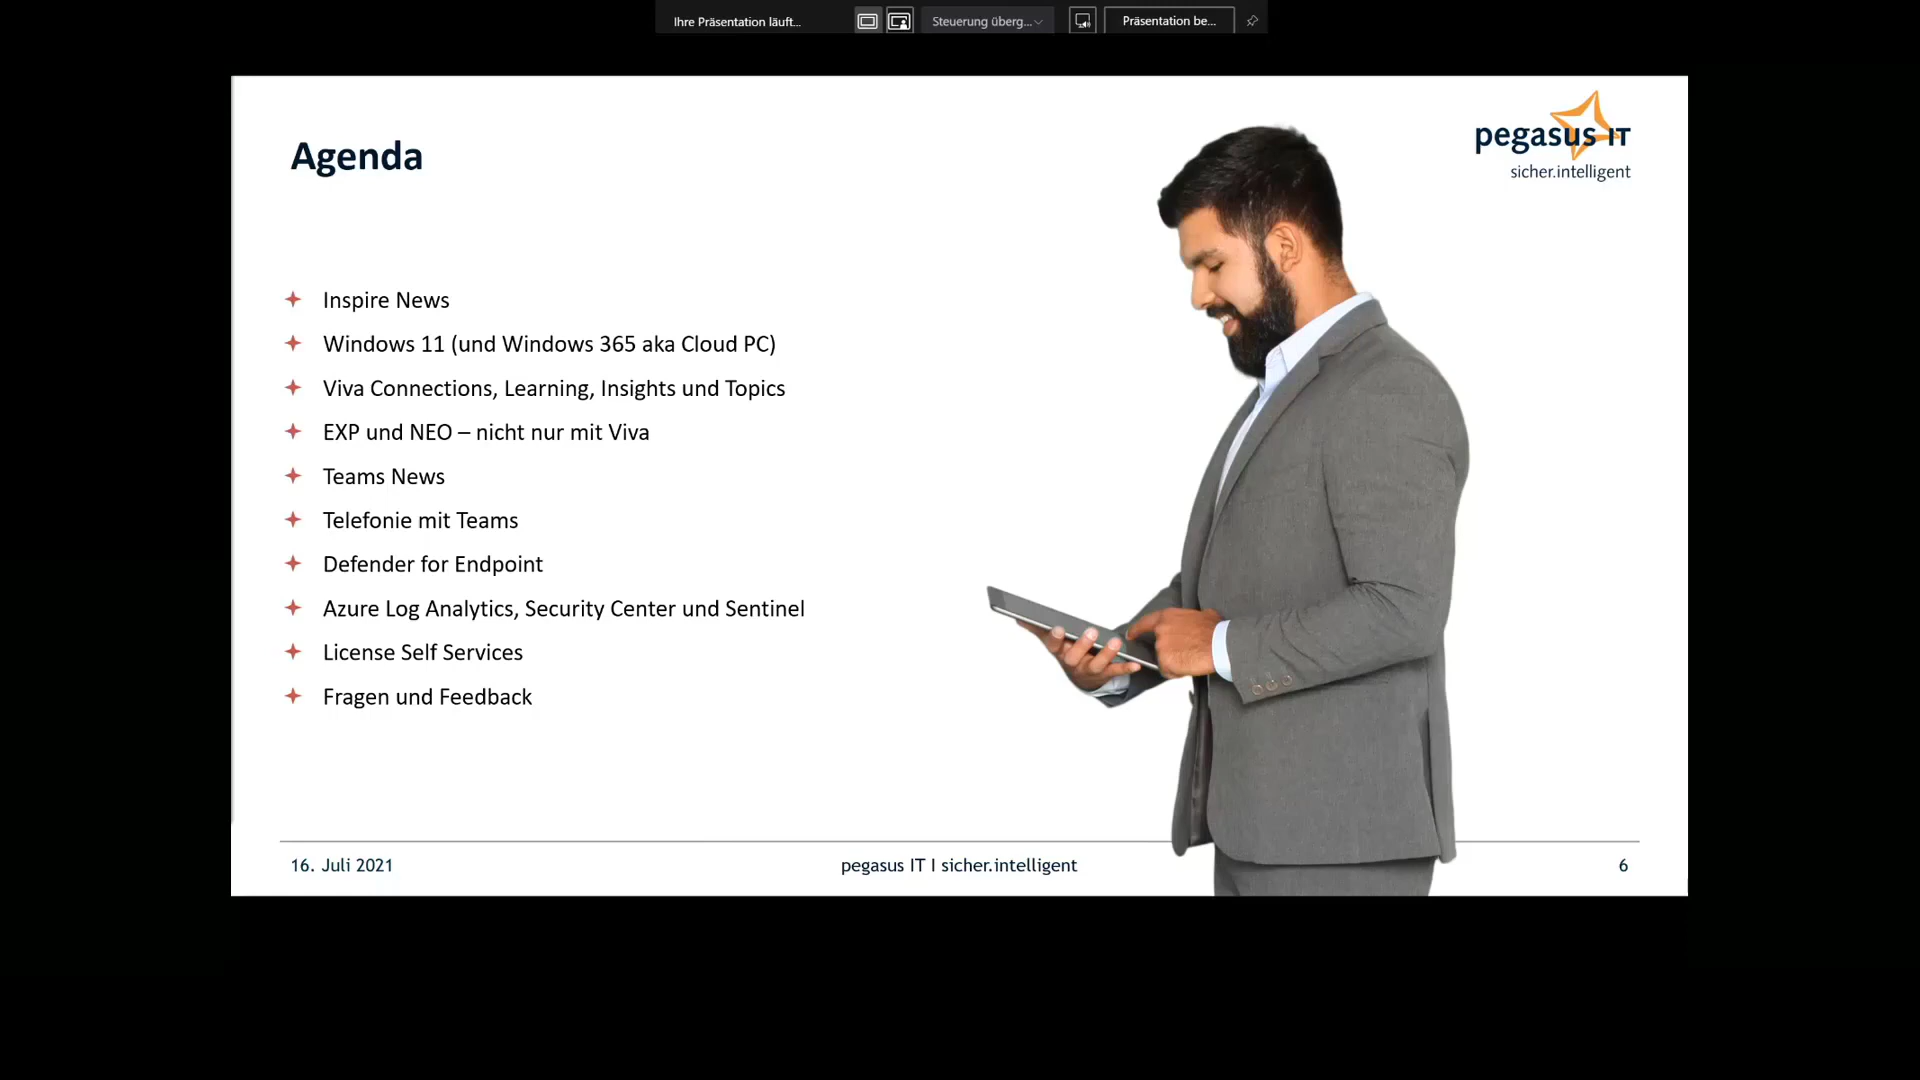 Ihre Präsentation läuft...
Steuerung überg...
Präsentation be...
pegasus IT
sicher.intelligent
Agenda
Inspire News
Windows 11 (und Windows 365 aka Cloud PC)
Viva Connections, Learning, Insights und Topics
EXP und NEO – nicht nur mit Viva
Teams News
Telefonie mit Teams
Defender for Endpoint
Azure Log Analytics, Security Center und Sentinel
License Self Services
Fragen und Feedback
16. Juli 2021
pegasus IT I sicher.intelligent
6